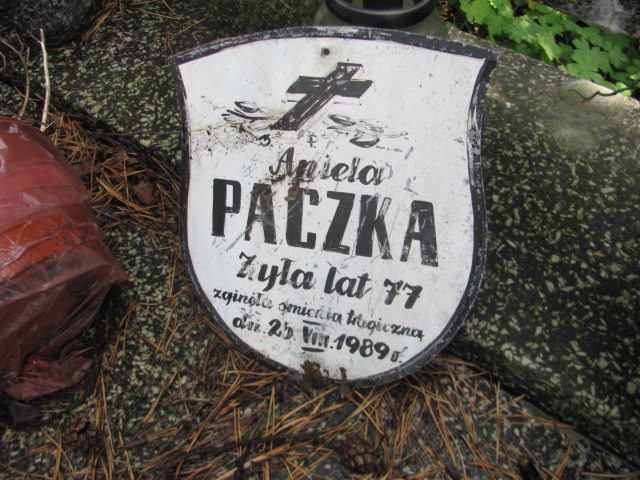 Aniela
PACZKA
Żyła lat 77
zginęła śmiercią tragiczną
dn. 25 VIII 1989 r.